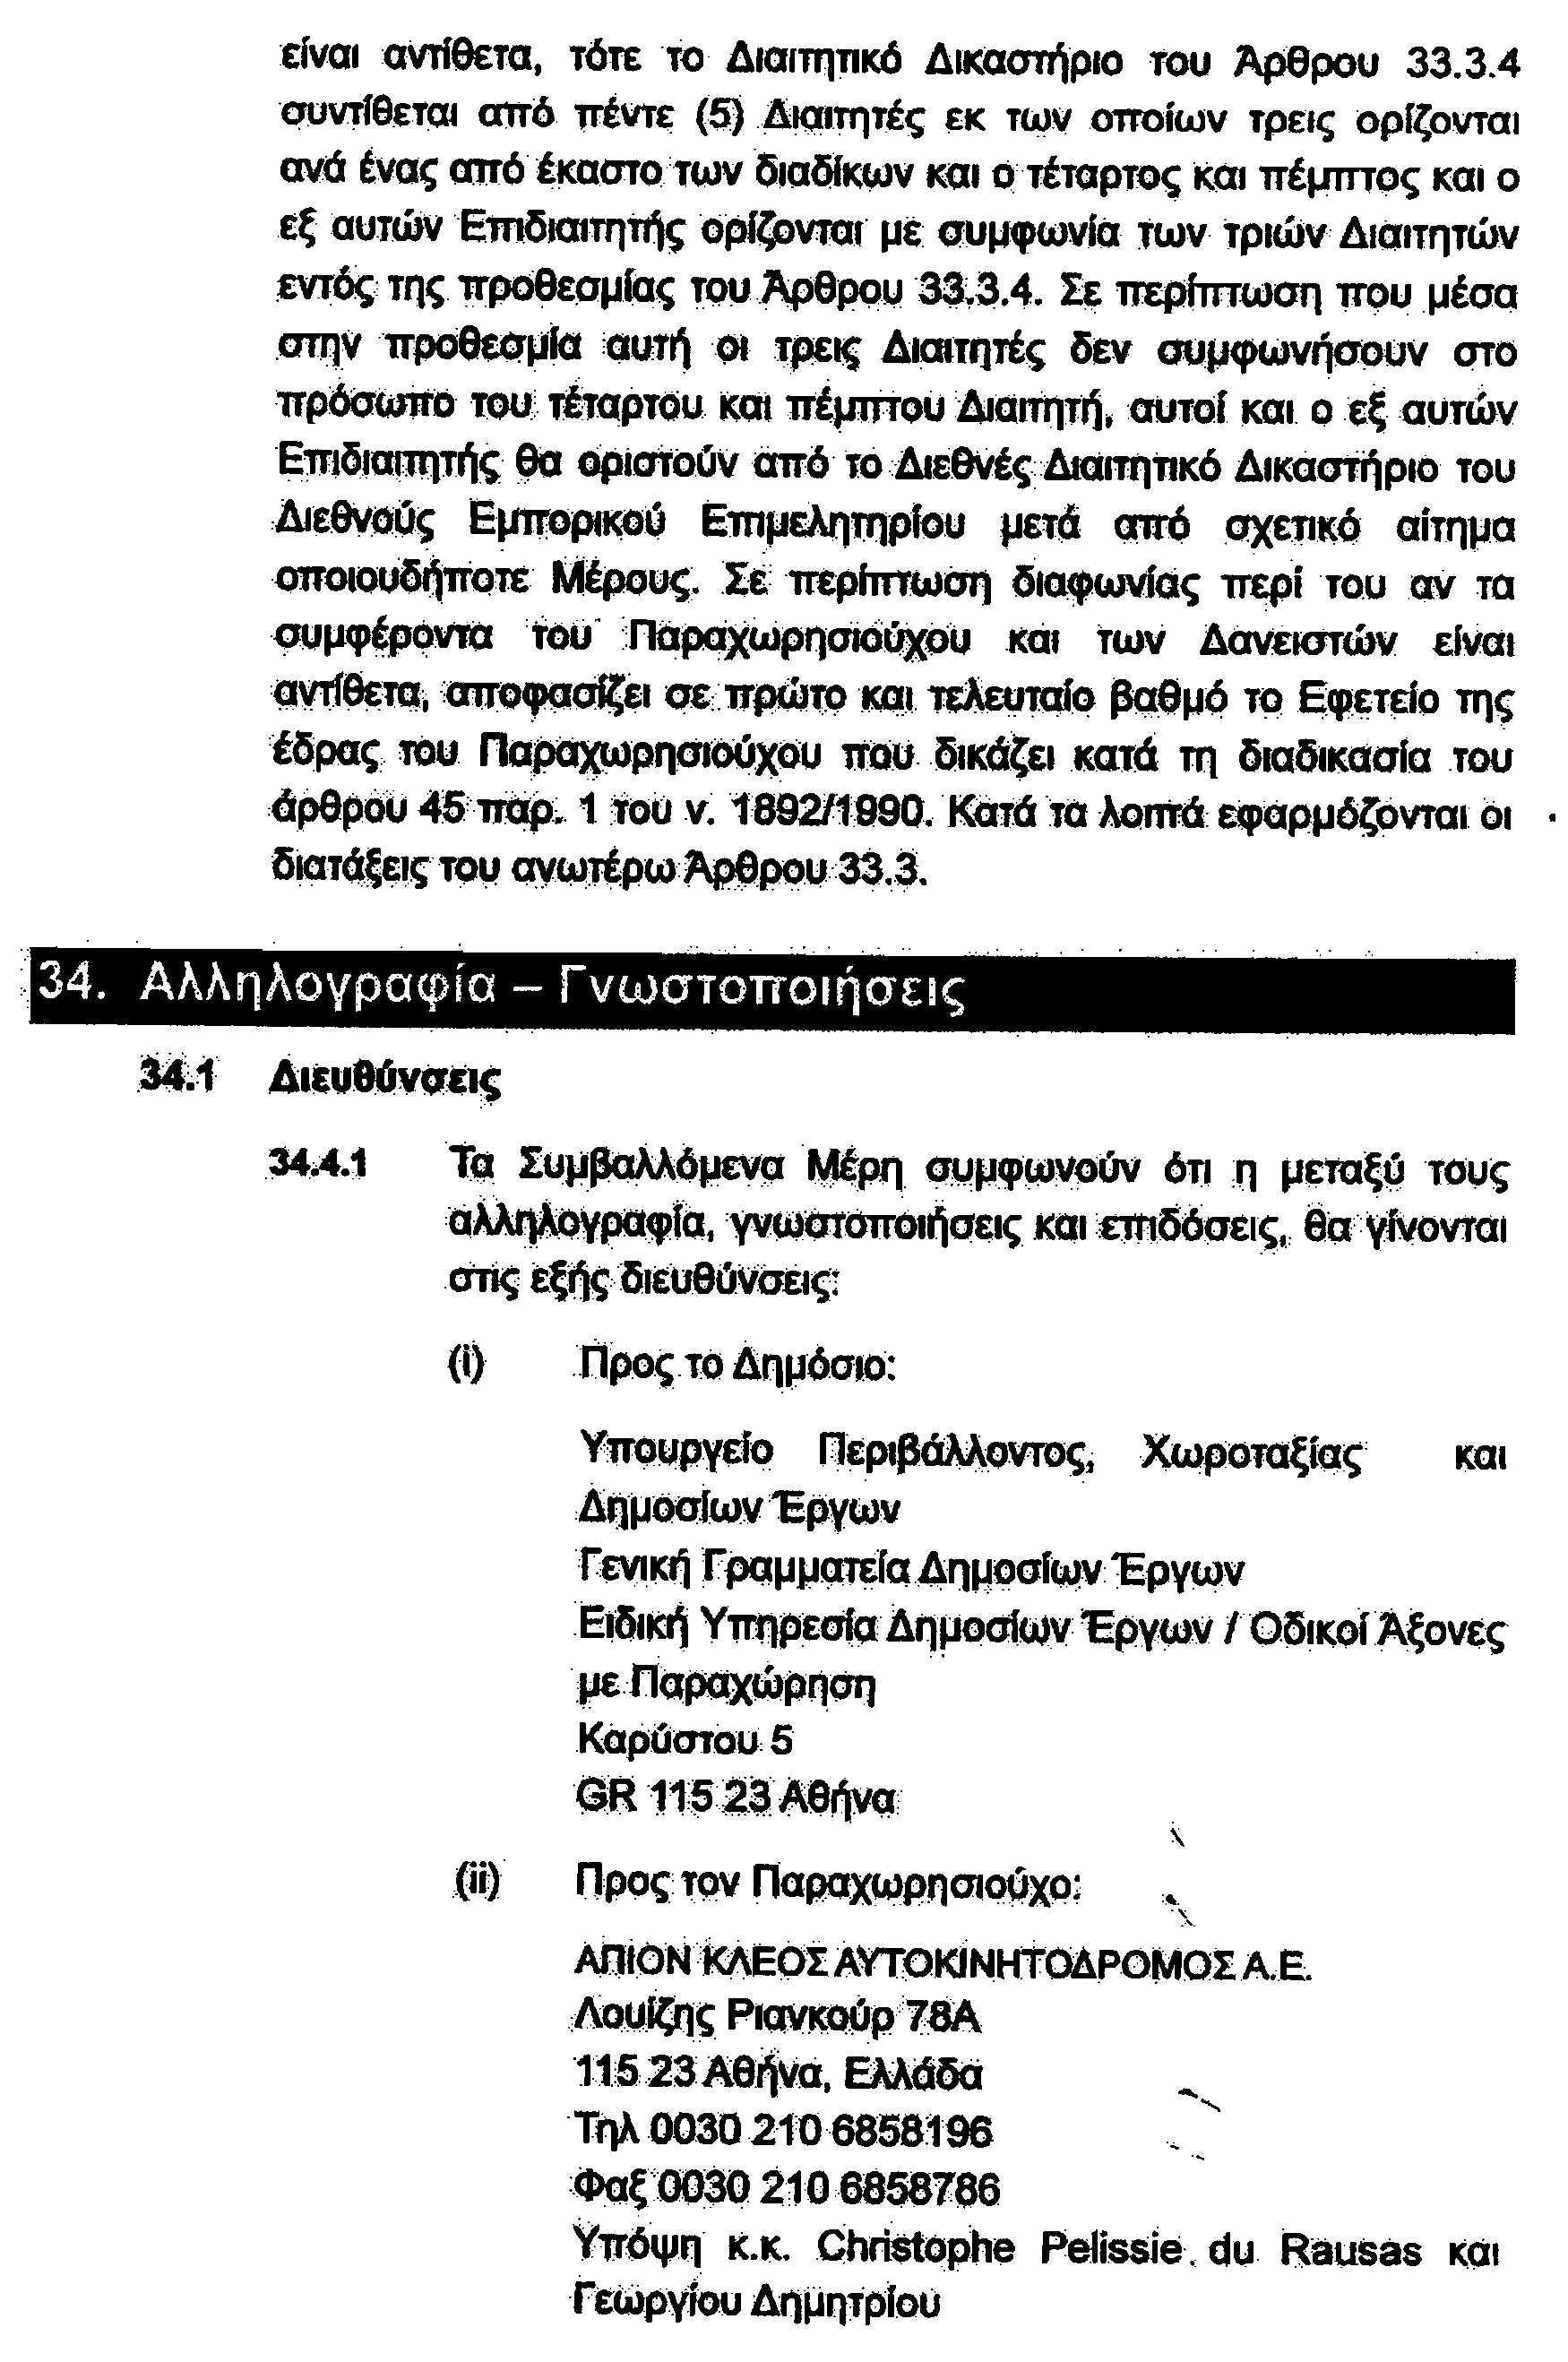 είναι αντίθετα, τότε το Διαιτητικό Δικαστήριο του Άρθρου 33.3.4
συντίθεται από πέντε (5) Διαιτητές εκ των οποίων τρεις ορίζονται
ανά ένας από έκαστο των διαδίκων και ο τέταρτος και πέμπτος και ο
εξ αυτών Επιδιαιτητής ορίζονται με συμφωνία των τριών Διαιτητών
εντός της προθεσμίας του Άρθρου 33.3.4. Σε περίπτωση που μέσα
στην προθεσμία αυτή οι τρεις Διαιτητές δεν συμφωνήσουν στο
πρόσωπο του τέταρτου και πέμπτου Διαιτητή, αυτοί και ο εξ αυτών
Επιδιαιτητής θα οριστούν από το Διεθνές Διαιτητικό Δικαστήριο του
Διεθνούς Εμπορικού Επιμελητηρίου μετά από σχετικό αίτημα
οποιουδήποτε Μέρους. Σε περίπτωση διαφωνίας περί του αν τα
συμφέροντα του Παραχωρησιούχου και των Δανειστών είναι
αντίθετα, αποφασίζει σε πρώτο και τελευταίο βαθμό το Εφετείο της
έδρας του Παραχωρησιούχου που δικάζει κατά τη διαδικασία του
άρθρου 45 παρ. 1 του ν. 1892/1990. Κατά τα λοιπά εφαρμόζονται οι
διατάξεις του ανωτέρω Άρθρου 33.3.
34. Αλληλογραφία – Γνωστοποιήσεις
34.1 Διευθύνσεις
34.4.1 Τα Συμβαλλόμενα Μέρη συμφωνούν ότι η μεταξύ τους
αλληλογραφία, γνωστοποιήσεις και επιδόσεις, θα γίνονται
στις εξής διευθύνσεις:
(i) Προς το Δημόσιο:
Υπουργείο Περιβάλλοντος, Χωροταξίας και
Δημοσίων Έργων
Γενική Γραμματεία Δημοσίων Έργων
Ειδική Υπηρεσία Δημοσίων Έργων / Οδικοί Άξονες
με Παραχώρηση
Καρύστου 5
GR 115 23 Αθήνα
(ii) Προς τον Παραχωρησιούχο:
ΑΠΙΟΝ ΚΛΕΟΣ ΑΥΤΟΚΙΝΗΤΟΔΡΟΜΟΣ Α.Ε.
Λουίζης Ριανκούρ 78Α
115 23 Αθήνα, Ελλάδα
Τηλ 0030 210 6858196
Φαξ 0030 210 6858786
Υπόψη κ.κ. Christophe Pelissie du Rausas και
Γεωργίου Δημητρίου